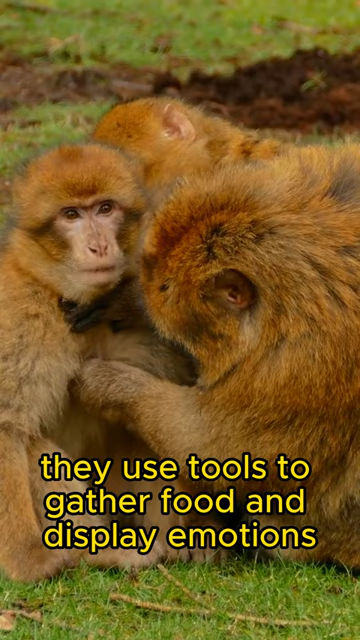 they use tools to
gather food and
display emotions